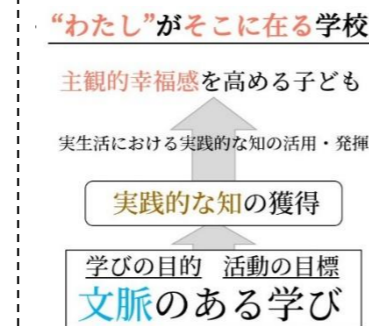 “わたし”がそこに在る学校
主観的幸福感を高める子ども
実生活における実践的な知の活用・発揮
実践的な知の獲得
学びの目的 活動の目標
文脈のある学び